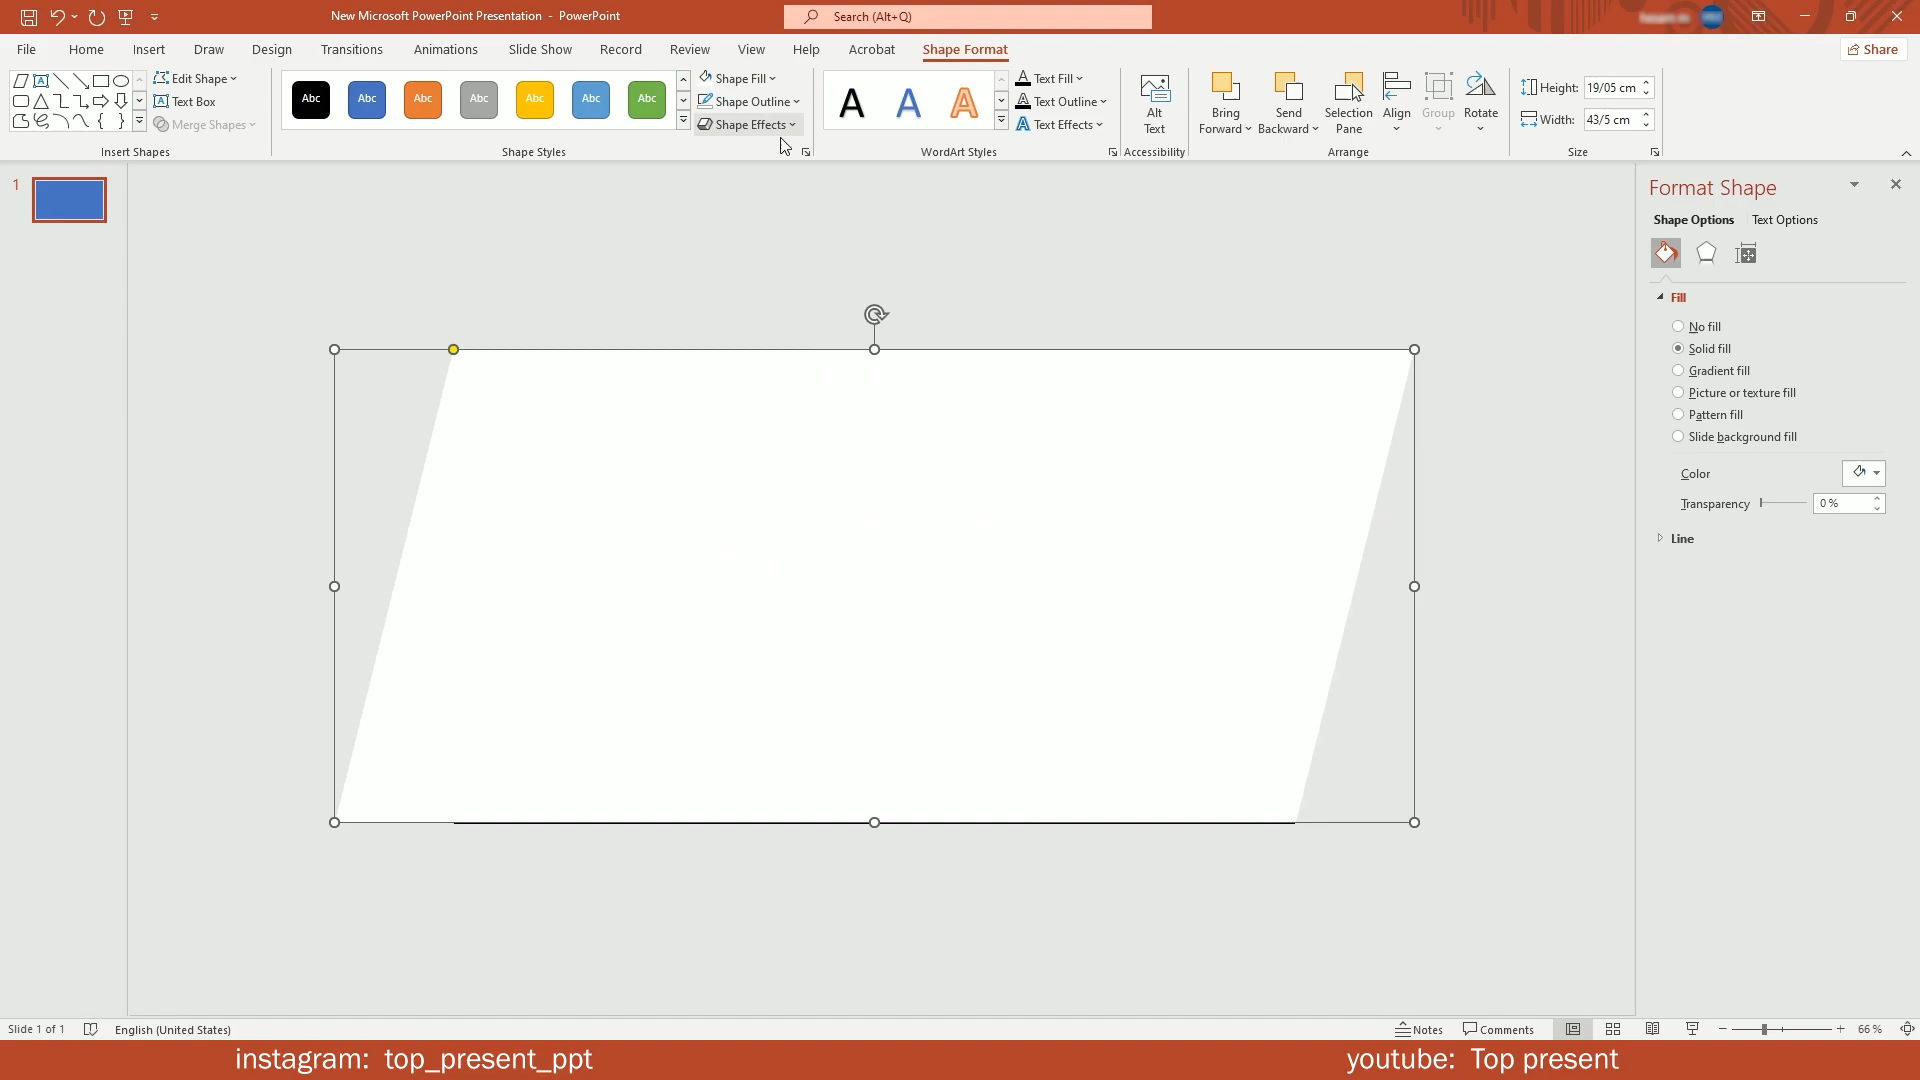 New Microsoft PowerPoint Presentation - PowerPoint
Search (Alt+Q)
File Home Insert Draw Design Transitions Animations Slide Show Record Review View Help Acrobat Shape Format Share
Edit Shape
Text Box
Merge Shapes
Insert Shapes
Abc Abc Abc Abc Abc Abc Abc
Shape Fill
Shape Outline
Shape Effects
Shape Styles
A A A
Text Fill
Text Outline
Text Effects
WordArt Styles
Alt
Text
Accessibility
Bring
Forward
Send
Backward
Selection
Pane
Align
Group
Rotate
Arrange
Height: 19/05 cm
Width: 43/5 cm
Size
1
Format Shape
Shape Options Text Options
Fill
No fill
Solid fill
Gradient fill
Picture or texture fill
Pattern fill
Slide background fill
Color
Transparency 0 %
Line
Slide 1 of 1 English (United States) Notes Comments 66 %
instagram: top_present_ppt youtube: Top present